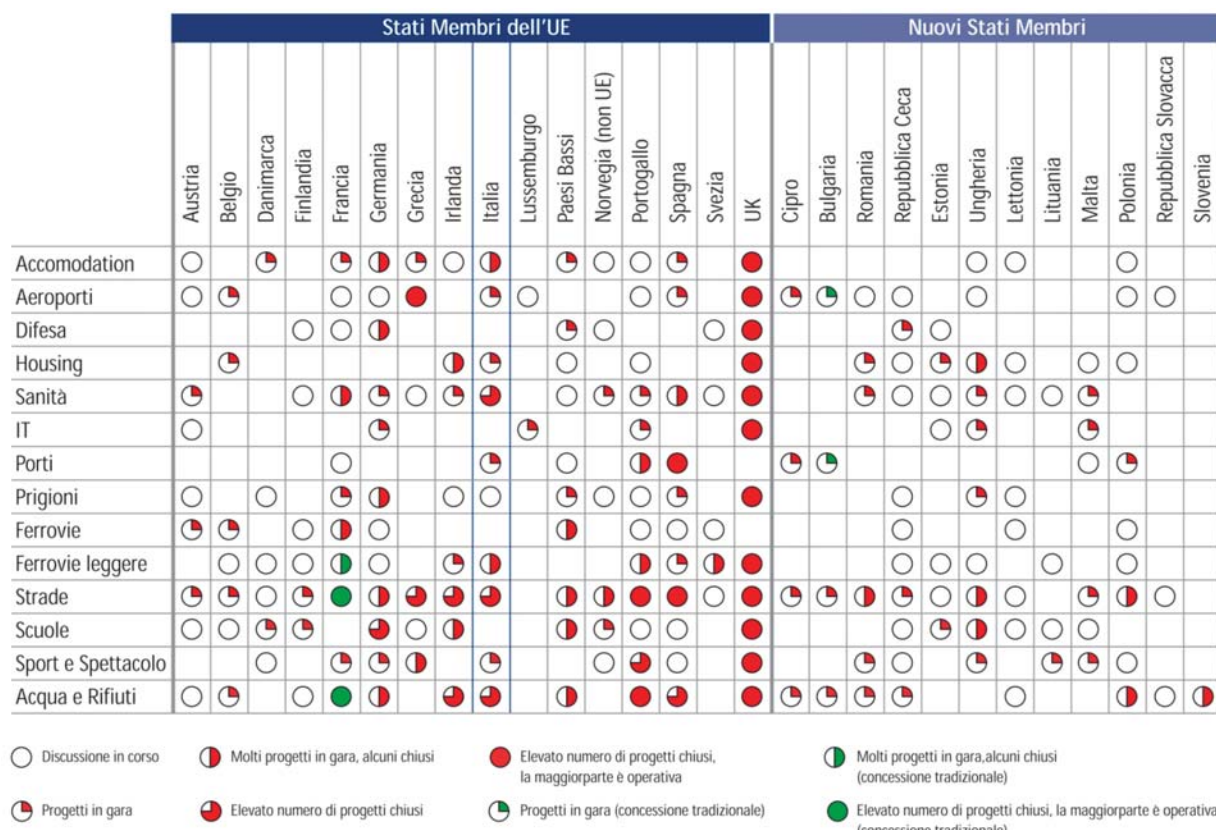 Stati Membri dell'UE
Nuovi Stati Membri
Austria
Belgio
Danimarca
Finlandia
Francia
Germania
Grecia
Irlanda
Italia
Lussemburgo
Paesi Bassi
Norvegia (non UE)
Portogallo
Spagna
Svezia
UK
Cipro
Bulgaria
Romania
Repubblica Ceca
Estonia
Ungheria
Lettonia
Lituania
Malta
Polonia
Repubblica Slovacca
Slovenia
Accomodation
Aeroporti
Difesa
Housing
Sanità
IT
Porti
Prigioni
Ferrovie
Ferrovie leggere
Strade
Scuole
Sport e Spettacolo
Acqua e Rifiuti
Discussione in corso
Progetti in gara
Molti progetti in gara, alcuni chiusi
Elevato numero di progetti chiusi
Elevato numero di progetti chiusi,
la maggiorparte è operativa
Progetti in gara (concessione tradizionale)
Molti progetti in gara,alcuni chiusi
(concessione tradizionale)
Elevato numero di progetti chiusi, la maggiorparte è operativa
(concessione tradizionale)